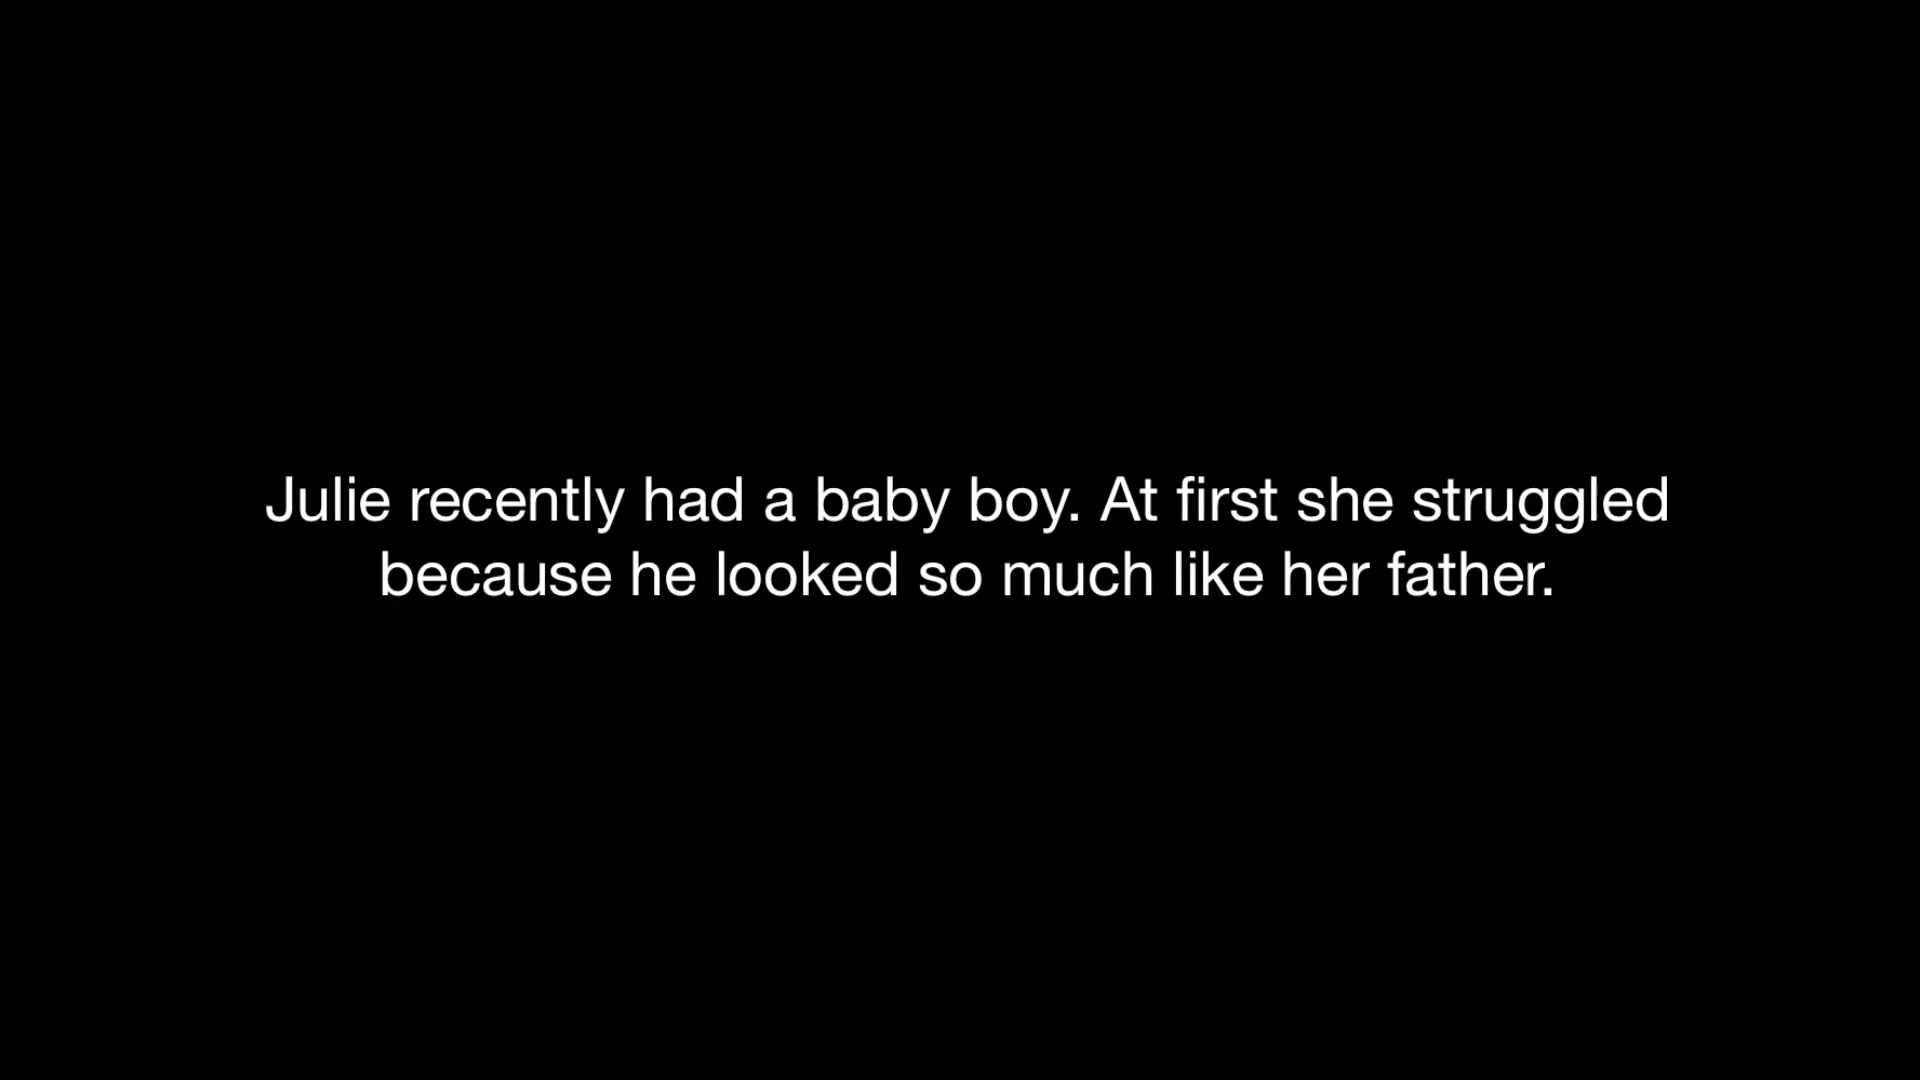 Julie recently had a baby boy. At first she struggled
because he looked so much like her father.